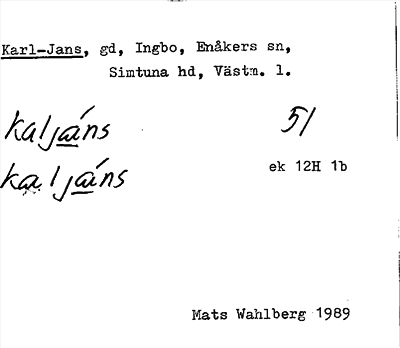 Karl-Jans, gd, Ingbo, Enåkers sn,
Simtuna hd, Västm. l.
kaljáns 51
kaljáns
ek 12H 1b
Mats Wahlberg 1989